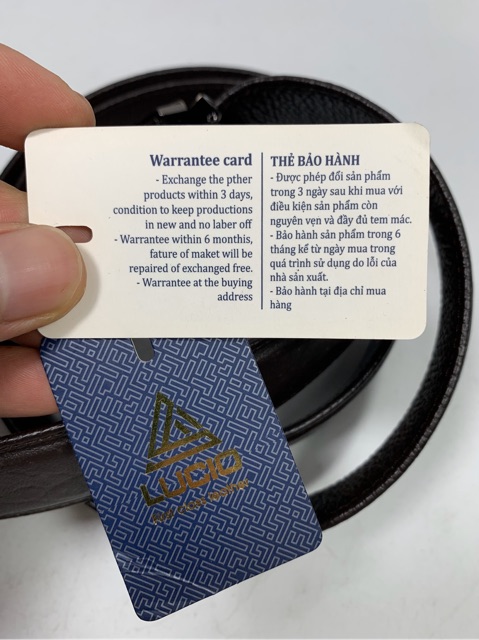 Warrantee card
- Exchange the pther
products within 3 days,
condition to keep productions
in new and no laber off
- Warrantee within 6 monthis,
fature of maket will be
repaired of exchanged free.
- Warrantee at the buying
address
THẺ BẢO HÀNH
- Được phép đổi sản phẩm
trong 3 ngày sau khi mua với
điều kiện sản phẩm còn
nguyên vẹn và đầy đủ tem mác.
- Bảo hành sản phẩm trong 6
tháng kể từ ngày mua trong
quá trình sử dụng do lỗi của
nhà sản xuất.
- Bảo hành tại địa chỉ mua
hàng
LUCIO